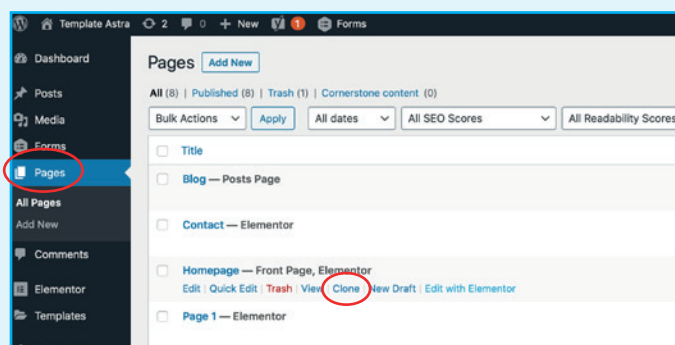 Template Astra 2 0 + New 1 Forms
Dashboard
Posts
Media
Forms
Pages
All Pages
Add New
Comments
Elementor
Templates
Pages Add New
All (8) | Published (8) | Trash (1) | Cornerstone content (0)
Bulk Actions Apply All dates All SEO Scores All Readability Scores
Title
Blog — Posts Page
Contact — Elementor
Homepage — Front Page, Elementor
Edit | Quick Edit | Trash | View | Clone | New Draft | Edit with Elementor
Page 1 — Elementor